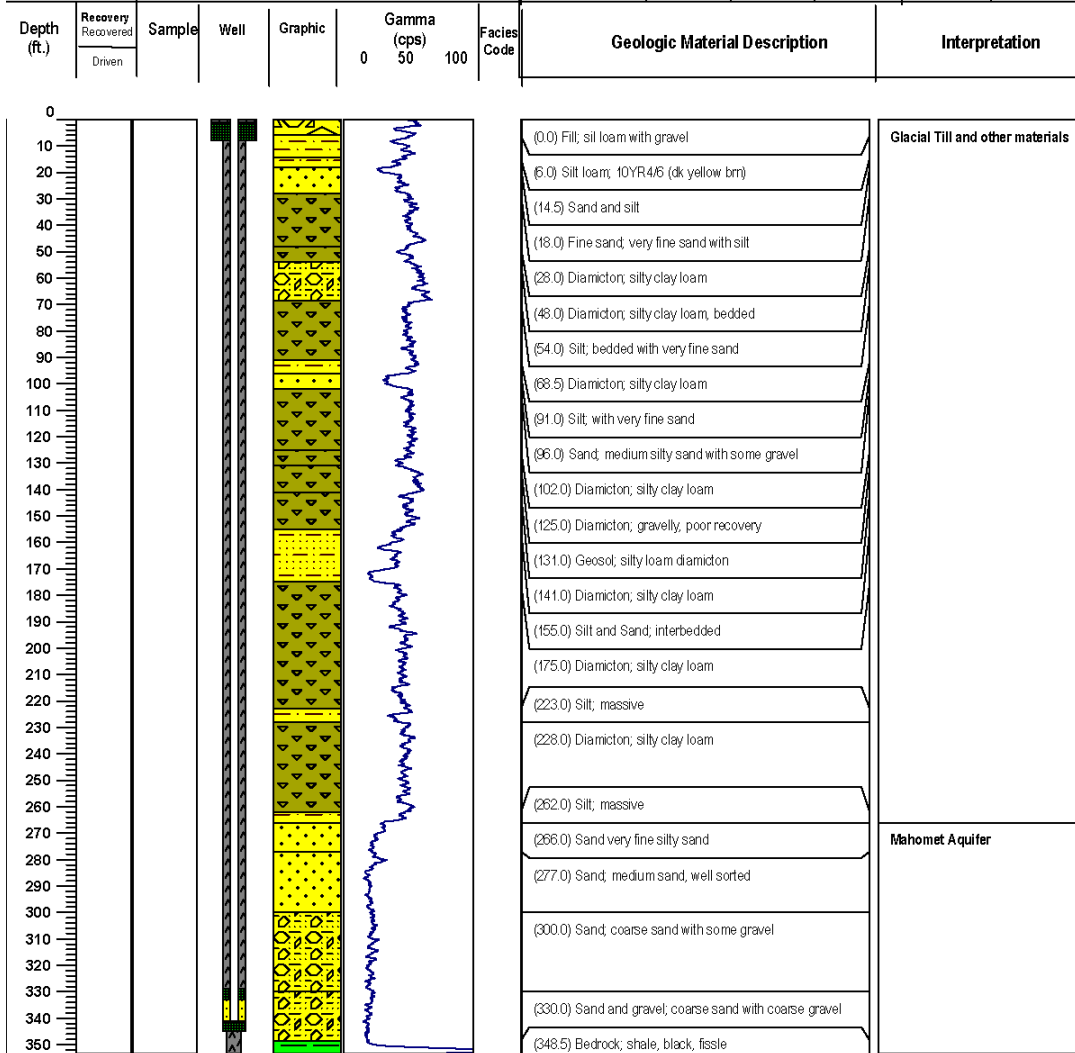 Depth
(ft.)
Recovery
Recovered
Driven
Sample
Well
Graphic
Gamma
(cps)
0 50 100
Facies
Code
Geologic Material Description
Interpretation
0
10
20
30
40
50
60
70
80
90
100
110
120
130
140
150
160
170
180
190
200
210
220
230
240
250
260
270
280
290
300
310
320
330
340
350
(0.0) Fill; sil loam with gravel
(6.0) Silt loam; 10YR4/6 (dk yellow brn)
(14.5) Sand and silt
(18.0) Fine sand; very fine sand with silt
(28.0) Diamicton; silty clay loam
(48.0) Diamicton; silty clay loam, bedded
(54.0) Silt; bedded with very fine sand
(68.5) Diamicton; silty clay loam
(91.0) Silt; with very fine sand
(96.0) Sand; medium silty sand with some gravel
(102.0) Diamicton; silty clay loam
(125.0) Diamicton; gravelly, poor recovery
(131.0) Geosol; silty loam diamicton
(141.0) Diamicton; silty clay loam
(155.0) Silt and Sand; interbedded
(175.0) Diamicton; silty clay loam
(223.0) Silt; massive
(228.0) Diamicton; silty clay loam
(262.0) Silt; massive
(266.0) Sand very fine silty sand
(277.0) Sand; medium sand, well sorted
(300.0) Sand; coarse sand with some gravel
(330.0) Sand and gravel; coarse sand with coarse gravel
(348.5) Bedrock; shale, black, fissle
Glacial Till and other materials
Mahomet Aquifer